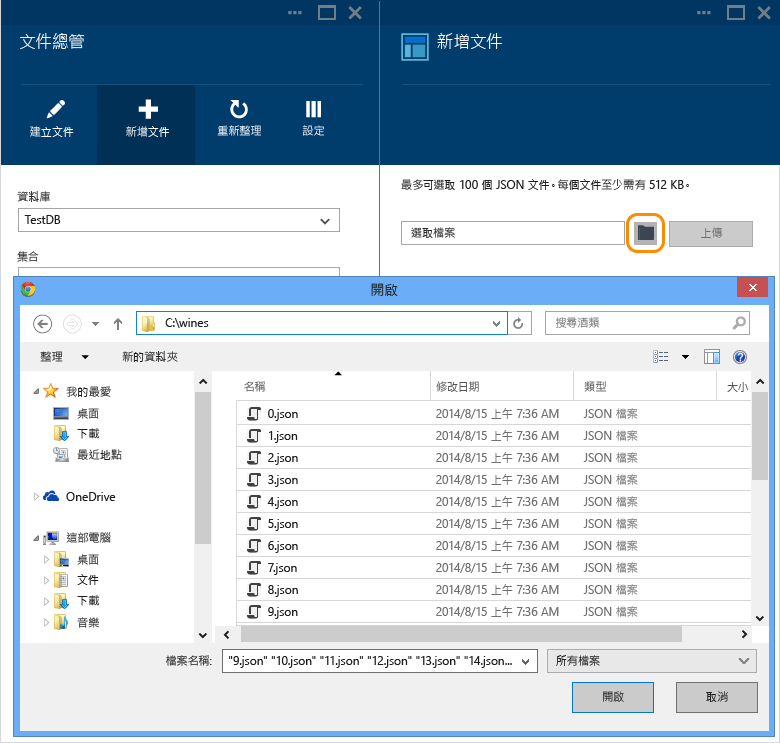 文件總管
新增文件
建立文件
新增文件
重新整理
設定
資料庫
TestDB
集合
最多可選取 100 個 JSON 文件。每個文件至少需有 512 KB。
選取檔案
上傳
開啟
C:\wines
搜尋酒類
整理
新的資料夾
我的最愛
桌面
下載
最近地點
OneDrive
這部電腦
桌面
文件
下載
音樂
名稱 修改日期 類型 大小
0.json 2014/8/15 上午 7:36 AM JSON 檔案
1.json 2014/8/15 上午 7:36 AM JSON 檔案
2.json 2014/8/15 上午 7:36 AM JSON 檔案
3.json 2014/8/15 上午 7:36 AM JSON 檔案
4.json 2014/8/15 上午 7:36 AM JSON 檔案
5.json 2014/8/15 上午 7:36 AM JSON 檔案
6.json 2014/8/15 上午 7:36 AM JSON 檔案
7.json 2014/8/15 上午 7:36 AM JSON 檔案
8.json 2014/8/15 上午 7:36 AM JSON 檔案
9.json 2014/8/15 上午 7:36 AM JSON 檔案
檔案名稱:
"9.json" "10.json" "11.json" "12.json" "13.json" "14.json...
所有檔案
開啟
取消